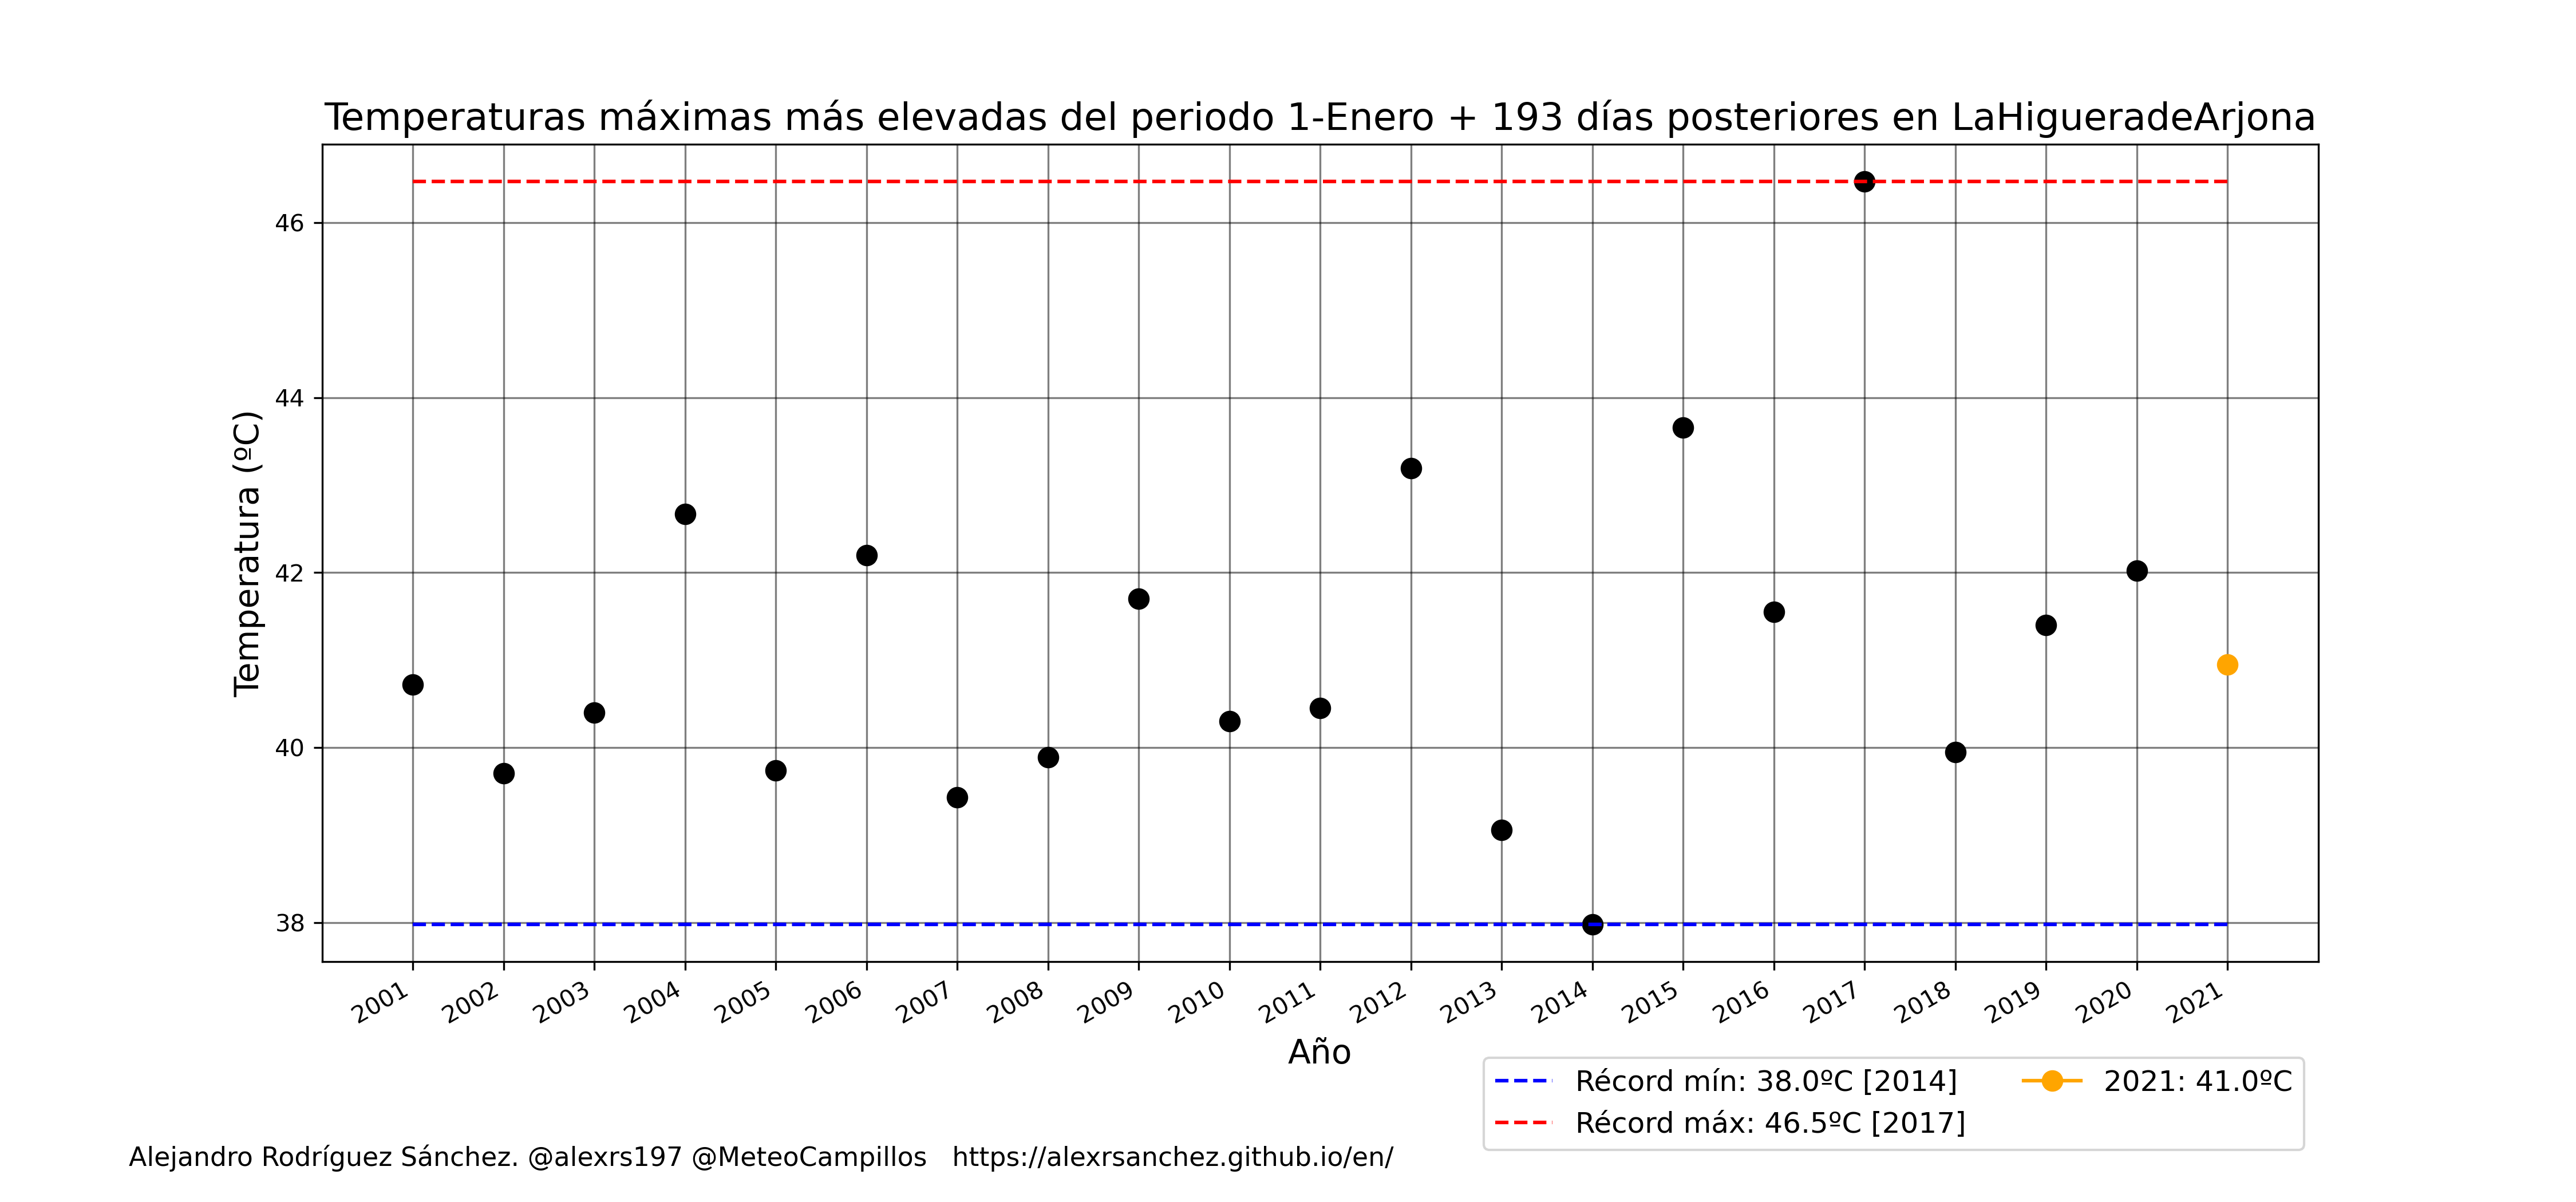 Temperaturas máximas más elevadas del periodo 1-Enero + 193 días posteriores en LaHigueradeArjona
Temperatura (ºC)
46
44
42
40
38
2001 2002 2003 2004 2005 2006 2007 2008 2009 2010 2011 2012 2013 2014 2015 2016 2017 2018 2019 2020 2021
Año
Récord mín: 38.0ºC [2014]
Récord máx: 46.5ºC [2017]
2021: 41.0ºC
Alejandro Rodríguez Sánchez. @alexrs197 @MeteoCampillos   https://alexrsanchez.github.io/en/